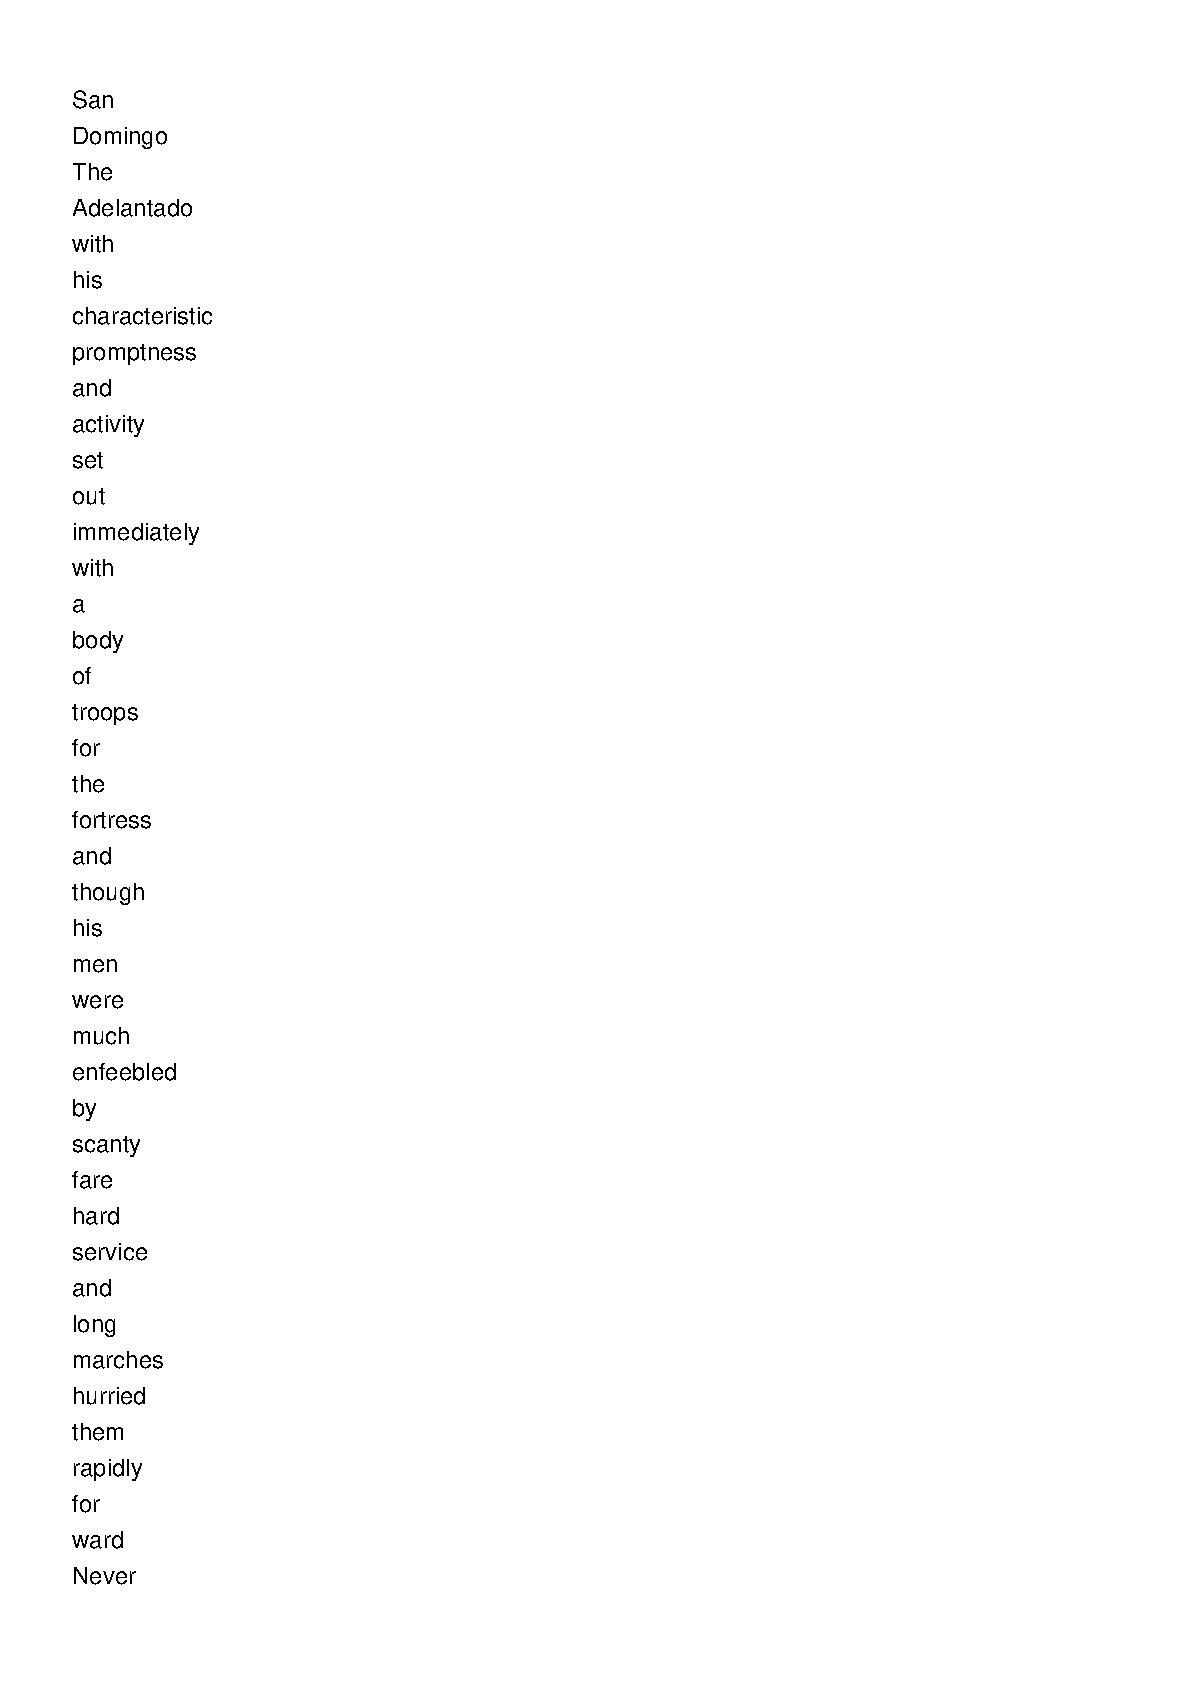 San
Domingo
The
Adelantado
with
his
characteristic
promptness
and
activity
set
out
immediately
with
a
body
of
troops
for
the
fortress
and
though
his
men
were
much
enfeebled
by
scanty
fare
hard
service
and
long
marches
hurried
them
rapidly
for
ward
Never